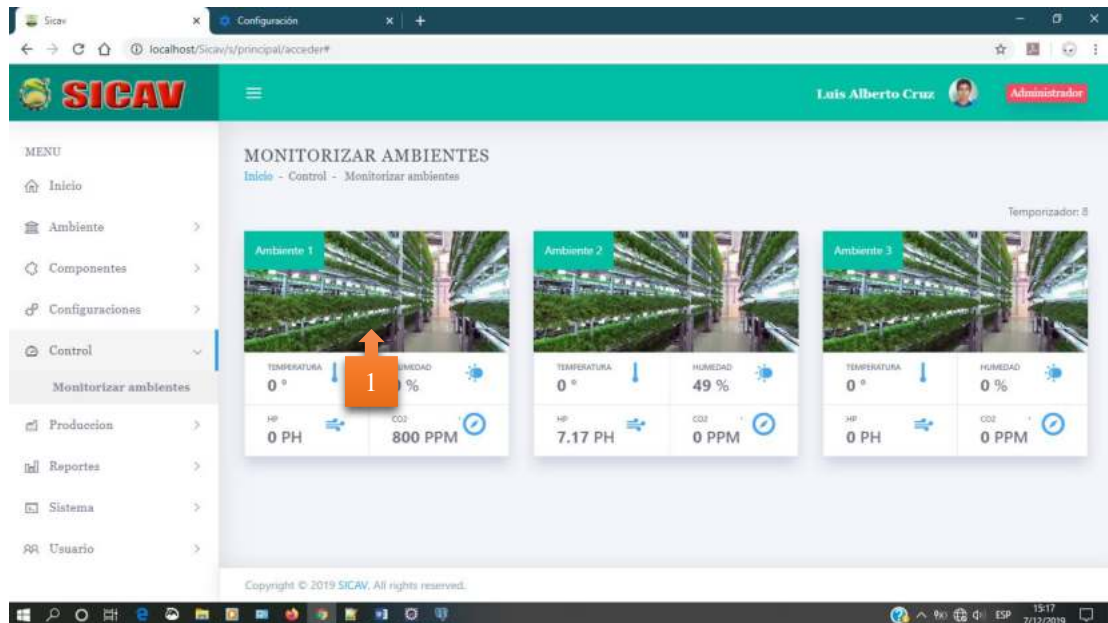 Sicav
Configuración
localhost/Sicav/s/principal/acceder#
SICAV
Luis Alberto Cruz
Administrador
MENU
Inicio
Ambiente
Componentes
Configuraciones
Control
Monitorizar ambientes
Produccion
Reportes
Sistema
Usuario
MONITORIZAR AMBIENTES
Inicio - Control - Monitorizar ambientes
Temporizador: 8
Ambiente 1
TEMPERATURA
0 °
%
HP
0 PH
CO2
800 PPM
1
Ambiente 2
TEMPERATURA
0 °
HUMEDAD
49 %
HP
7.17 PH
CO2
0 PPM
Ambiente 3
TEMPERATURA
0 °
HUMEDAD
0 %
HP
0 PH
CO2
0 PPM
Copyright © 2019 SICAV, All rights reserved.
ESP
15:17
7/12/2019